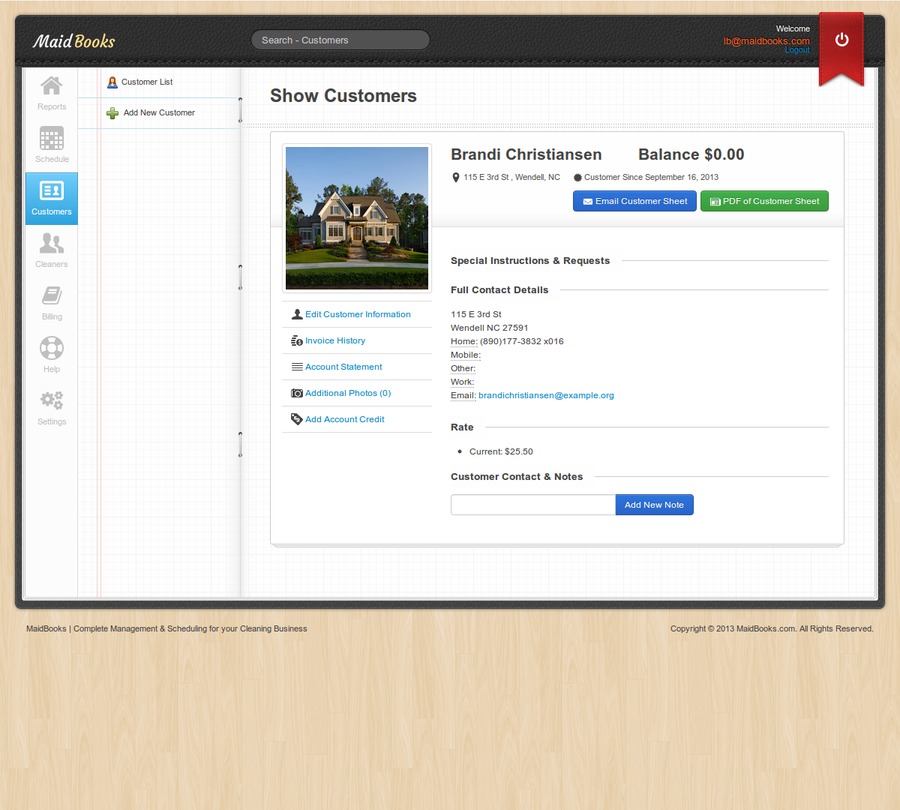 MaidBooks
Search - Customers
Welcome
lb@maidbooks.com
Logout
Reports
Schedule
Customers
Cleaners
Billing
Help
Settings
Customer List
Add New Customer
Show Customers
Brandi Christiansen Balance $0.00
115 E 3rd St , Wendell, NC Customer Since September 16, 2013
Email Customer Sheet PDF of Customer Sheet
Edit Customer Information
Invoice History
Account Statement
Additional Photos (0)
Add Account Credit
Special Instructions & Requests
Full Contact Details
115 E 3rd St
Wendell NC 27591
Home: (890)177-3832 x016
Mobile:
Other:
Work:
Email: brandichristiansen@example.org
Rate
Current: $25.50
Customer Contact & Notes
Add New Note
MaidBooks | Complete Management & Scheduling for your Cleaning Business
Copyright © 2013 MaidBooks.com. All Rights Reserved.